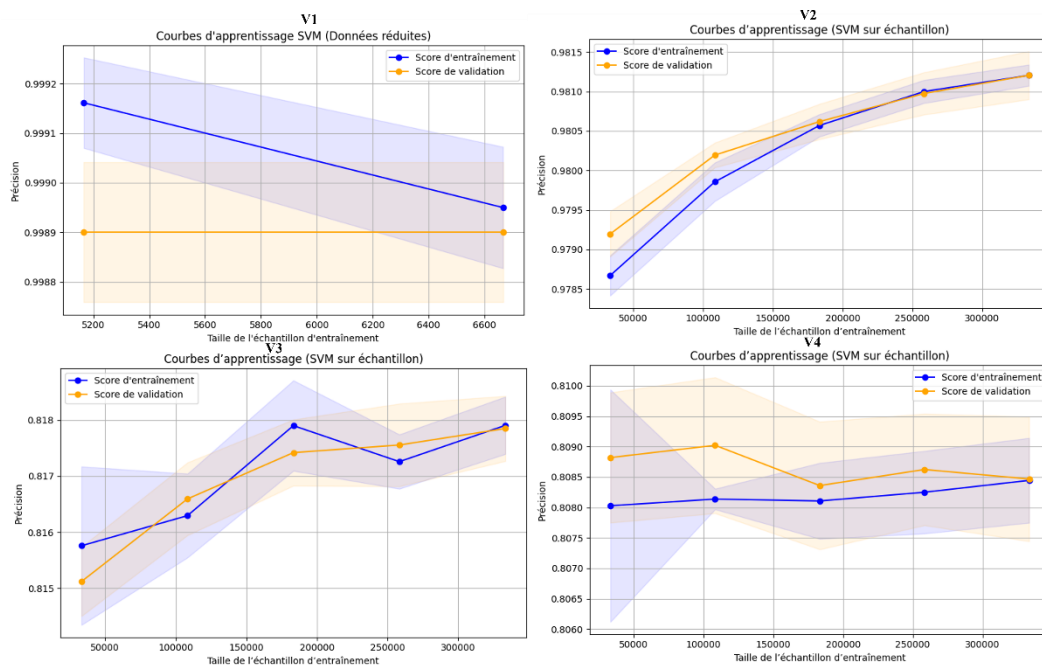 V1
Courbes d'apprentissage SVM (Données réduites)
Score d'entraînement
Score de validation
0.9992
0.9991
0.9990
0.9989
0.9988
Précision
5200 5400 5600 5800 6000 6200 6400 6600
Taille de l'échantillon d'entraînement
V2
Courbes d'apprentissage (SVM sur échantillon)
Score d'entraînement
Score de validation
0.9815
0.9810
0.9805
0.9800
0.9795
0.9790
0.9785
Précision
50000 100000 150000 200000 250000 300000
Taille de l'échantillon d'entraînement
V3
Courbes d'apprentissage (SVM sur échantillon)
Score d'entraînement
Score de validation
0.818
0.817
0.816
0.815
Précision
50000 100000 150000 200000 250000 300000
Taille de l'échantillon d'entraînement
V4
Courbes d'apprentissage (SVM sur échantillon)
Score d'entraînement
Score de validation
0.8100
0.8095
0.8090
0.8085
0.8080
0.8075
0.8070
0.8065
0.8060
Précision
50000 100000 150000 200000 250000 300000
Taille de l'échantillon d'entraînement